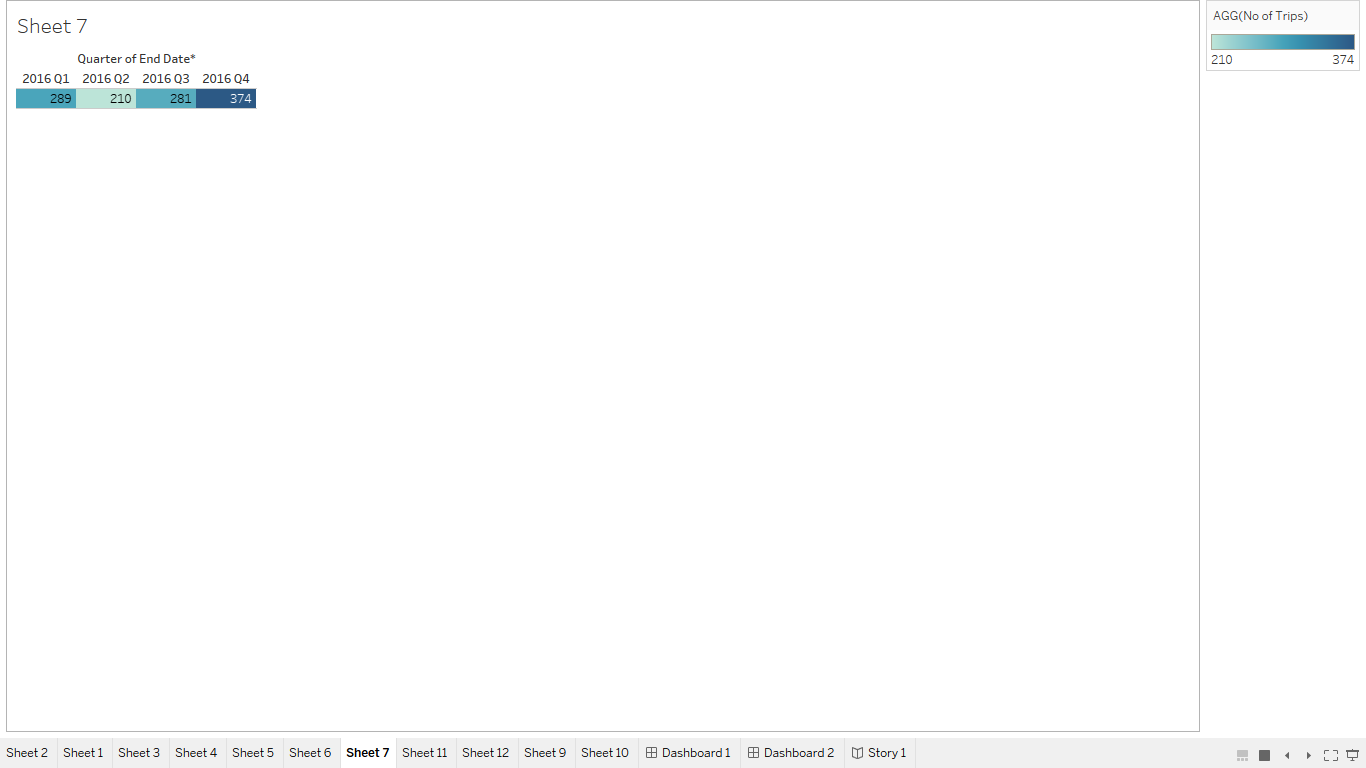 Sheet 7
AGG(No of Trips)
210 374
Quarter of End Date*
2016 Q1 2016 Q2 2016 Q3 2016 Q4
289 210 281 374
Sheet 2 Sheet 1 Sheet 3 Sheet 4 Sheet 5 Sheet 6 Sheet 7 Sheet 11 Sheet 12 Sheet 9 Sheet 10 Dashboard 1 Dashboard 2 Story 1